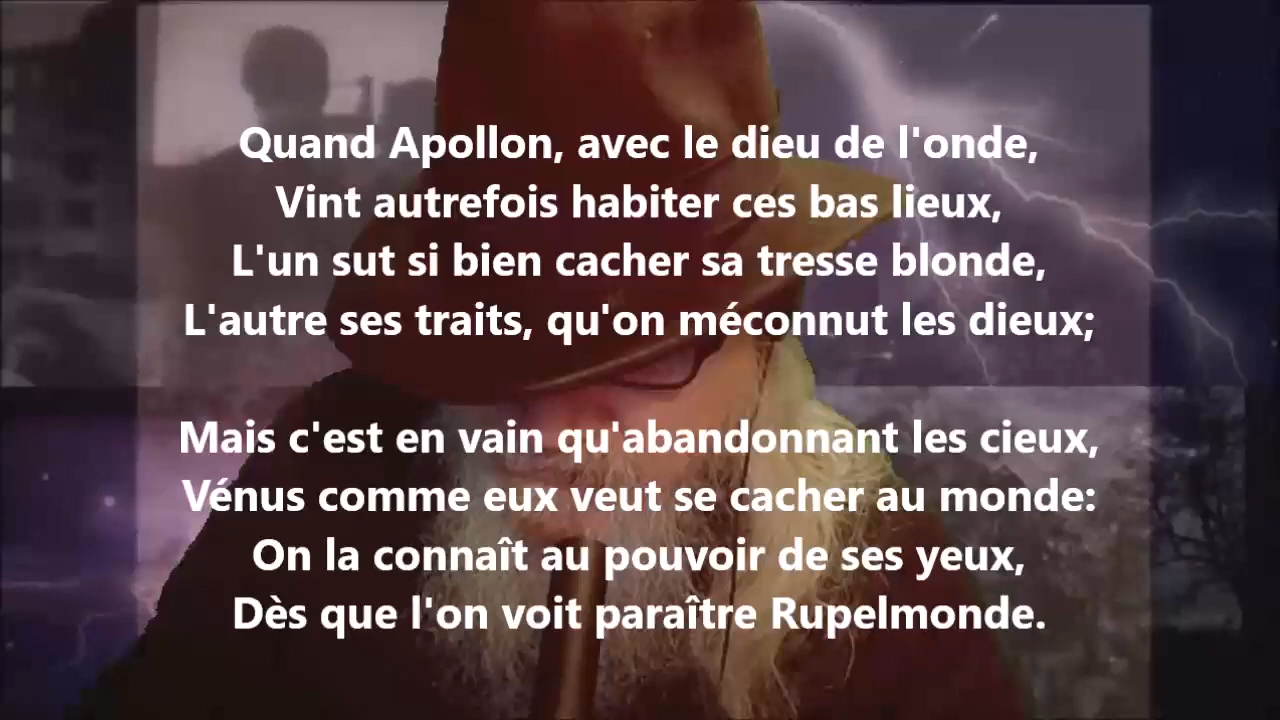 Quand Apollon, avec le dieu de l'onde,
Vint autrefois habiter ces bas lieux,
L'un sut si bien cacher sa tresse blonde,
L'autre ses traits, qu'on méconnut les dieux;
Mais c'est en vain qu'abandonnant les cieux,
Vénus comme eux veut se cacher au monde:
On la connaît au pouvoir de ses yeux,
Dès que l'on voit paraître Rupelmonde.